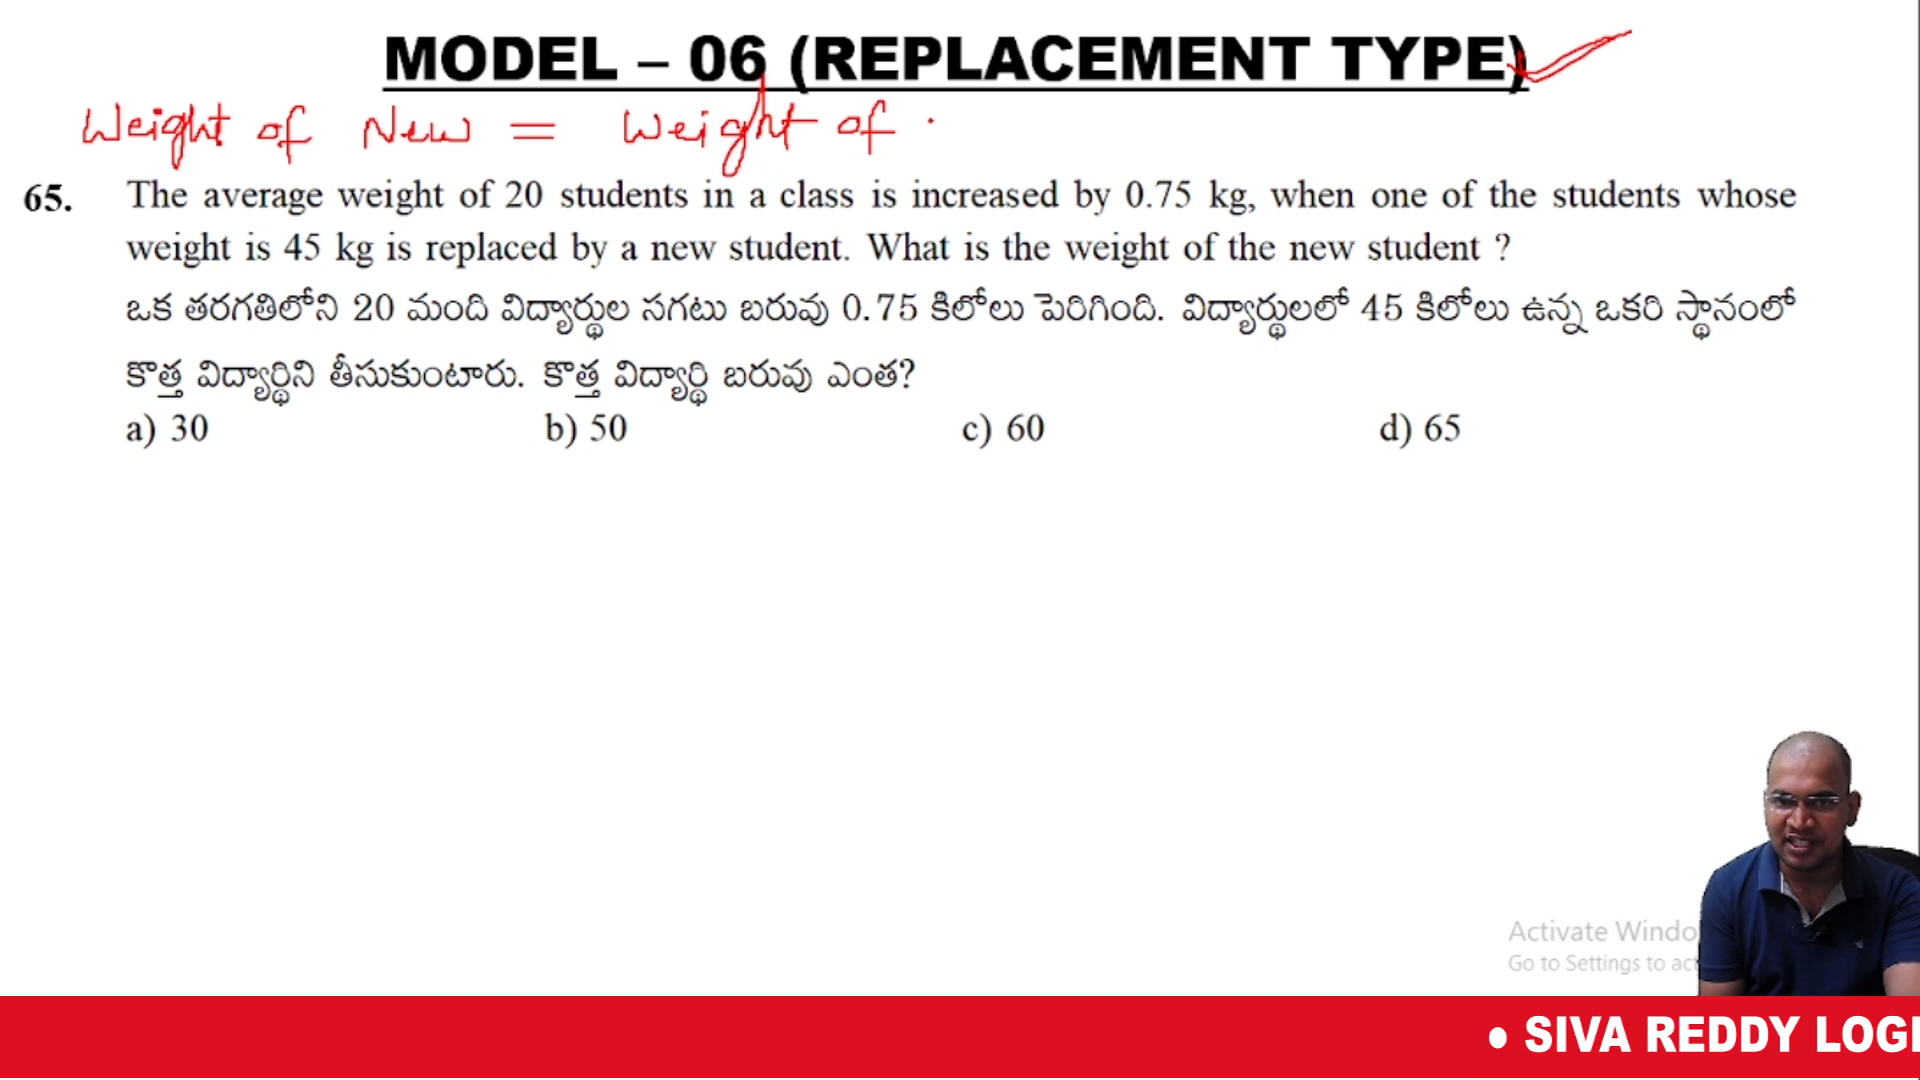 MODEL – 06 (REPLACEMENT TYPE)
Weight of New = Weight of
65. The average weight of 20 students in a class is increased by 0.75 kg, when one of the students whose
weight is 45 kg is replaced by a new student. What is the weight of the new student ?
ఒక తరగతిలోని 20 మంది విద్యార్థుల సగటు బరువు 0.75 కిలోలు పెరిగింది. విద్యార్థులలో 45 కిలోలు ఉన్న ఒకరి స్థానంలో
కొత్త విద్యార్థిని తీసుకుంటారు. కొత్త విద్యార్థి బరువు ఎంత?
a) 30 b) 50 c) 60 d) 65
Activate Windo
Go to Settings to act
• SIVA REDDY LOGI